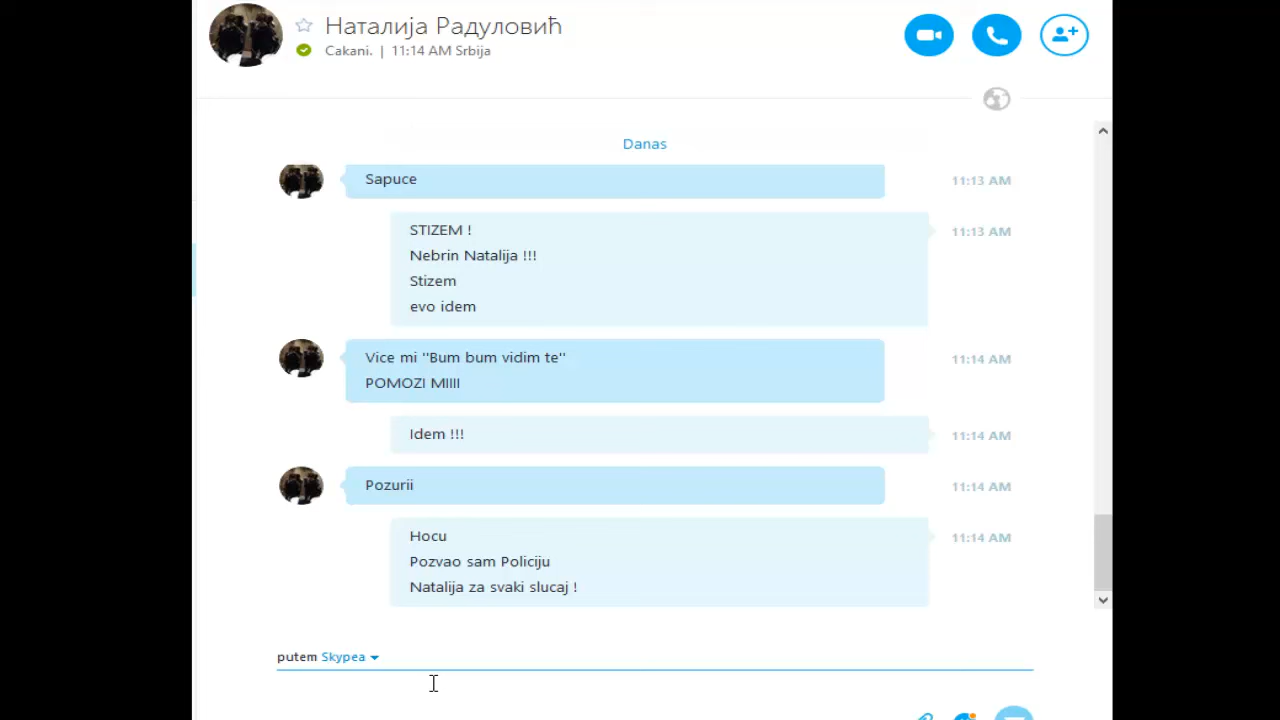 Наталија Радуловић
Cakani. | 11:14 AM Srbija
Danas
Sapuce
11:13 AM
STIZEM !
11:13 AM
Nebrin Natalija !!!
Stizem
evo idem
Vice mi "Bum bum vidim te"
11:14 AM
POMOZI MIIII
Idem !!!
11:14 AM
Pozurii
11:14 AM
Hocu
11:14 AM
Pozvao sam Policiju
Natalija za svaki slucaj !
putem Skypea